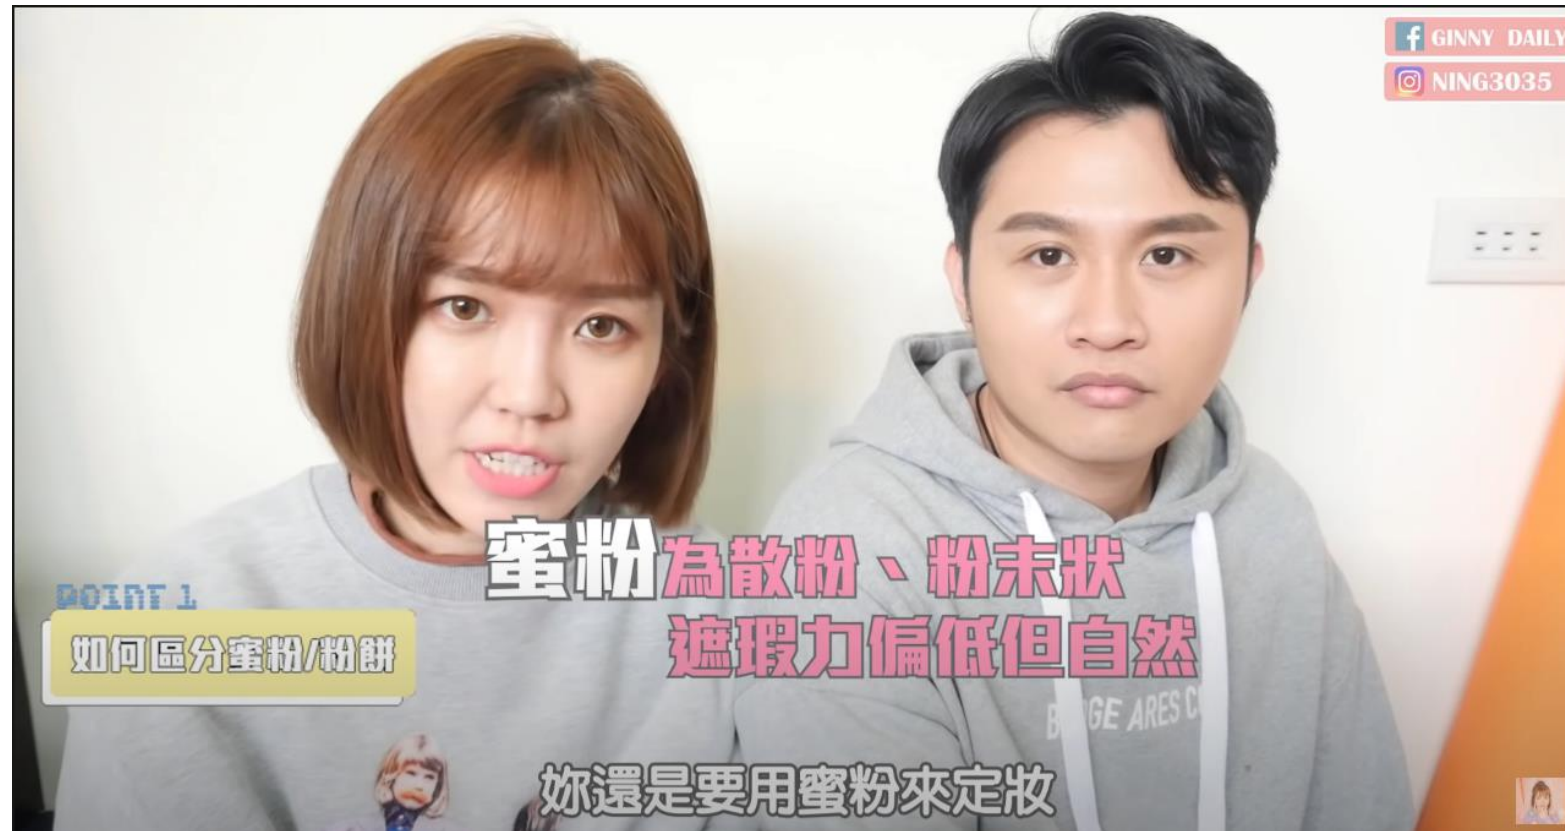 GINNY DAILY
NING3035
蜜粉為散粉、粉末狀
遮瑕力偏低但自然
POINT 1
如何區分蜜粉/粉餅
GE ARES C
妳還是要用蜜粉來定妝